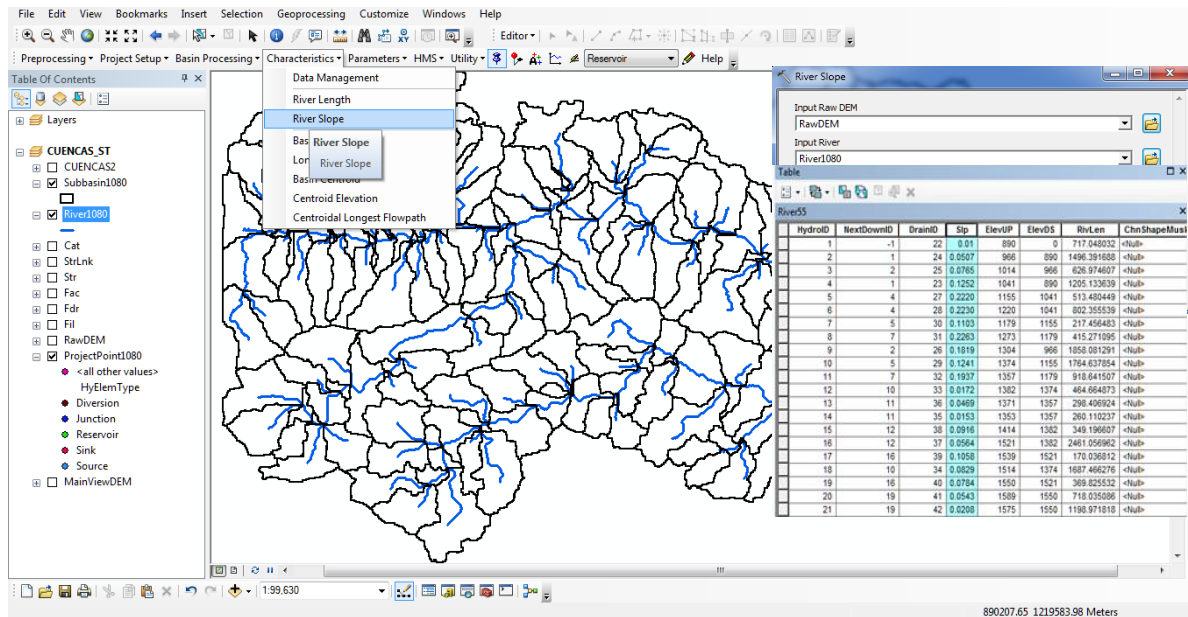 File Edit View Bookmarks Insert Selection Geoprocessing Customize Windows Help
Editor
Preprocessing Project Setup Basin Processing Characteristics Parameters HMS Utility Reservoir Help
Table Of Contents
Layers
CUENCAS_ST
CUENCAS2
Subbasin1080
River1080
Cat
StrLnk
Str
Fac
Fdr
Fil
RawDEM
ProjectPoint1080
<all other values>
HyElemType
Diversion
Junction
Reservoir
Sink
Source
MainViewDEM
Data Management
River Length
River Slope
Bas
River Slope
Lon
River Slope
Basin Centroid
Centroid Elevation
Centroidal Longest Flowpath
River Slope
Input Raw DEM
RawDEM
Input River
River1080
Table
River55
HydroID NextDownID DrainID Slp ElevUP ElevDS RivLen ChnShapeMusk
1 -1 22 0.01 890 0 717.048032 <Null>
2 1 24 0.0507 966 890 1496.391688 <Null>
3 2 25 0.0765 1014 966 626.974607 <Null>
4 1 23 0.1252 1041 890 1205.133639 <Null>
5 4 27 0.2220 1155 1041 513.480449 <Null>
6 4 28 0.2230 1220 1041 802.355539 <Null>
7 5 30 0.1103 1179 1155 217.456483 <Null>
8 7 31 0.2263 1273 1179 415.271095 <Null>
9 2 26 0.1819 1304 966 1858.081291 <Null>
10 5 29 0.1241 1374 1155 1764.637854 <Null>
11 7 32 0.1937 1357 1179 918.641507 <Null>
12 10 33 0.0172 1382 1374 464.664873 <Null>
13 11 36 0.0469 1371 1357 298.406924 <Null>
14 11 35 0.0153 1353 1357 260.110237 <Null>
15 12 38 0.0916 1414 1382 349.196607 <Null>
16 12 37 0.0564 1521 1382 2461.056962 <Null>
17 16 39 0.1058 1539 1521 170.036812 <Null>
18 10 34 0.0829 1514 1374 1687.466276 <Null>
19 16 40 0.0784 1550 1521 369.825532 <Null>
20 19 41 0.0543 1589 1550 718.035086 <Null>
21 19 42 0.0208 1575 1550 1198.971818 <Null>
1:99,630
890207.65 1219583.98 Meters